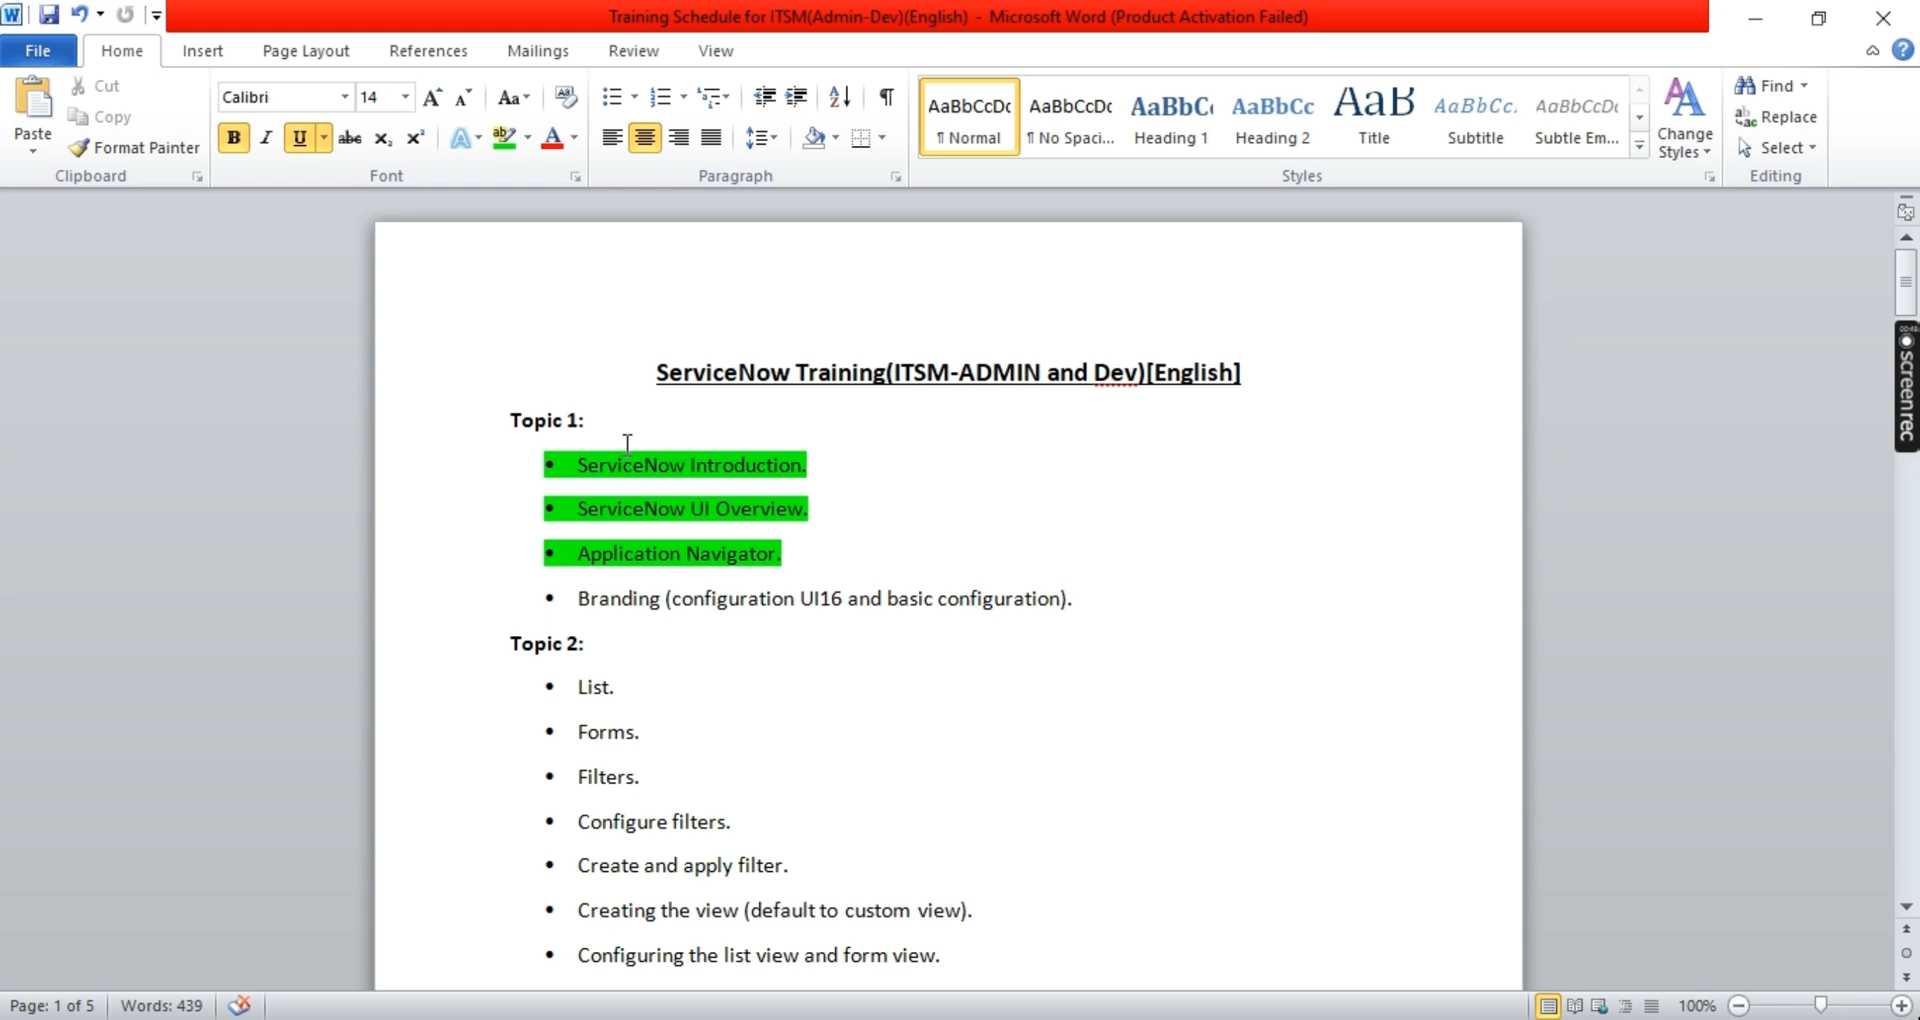 Training Schedule for ITSM(Admin-Dev)(English) - Microsoft Word (Product Activation Failed)
File Home Insert Page Layout References Mailings Review View
Paste
Cut
Copy
Format Painter
Clipboard
Calibri 14
Font
Paragraph
AaBbCcDc AaBbCcDc AaBbC AaBbCc AaB AaBbCc. AaBbCcDc
¶ Normal ¶ No Spaci... Heading 1 Heading 2 Title Subtitle Subtle Em...
Styles
Change Styles
Find
Replace
Select
Editing
ServiceNow Training(ITSM-ADMIN and Dev)[English]
Topic 1:
• ServiceNow Introduction.
• ServiceNow UI Overview.
• Application Navigator.
• Branding (configuration UI16 and basic configuration).
Topic 2:
• List.
• Forms.
• Filters.
• Configure filters.
• Create and apply filter.
• Creating the view (default to custom view).
• Configuring the list view and form view.
screenrec
Page: 1 of 5 Words: 439 100%